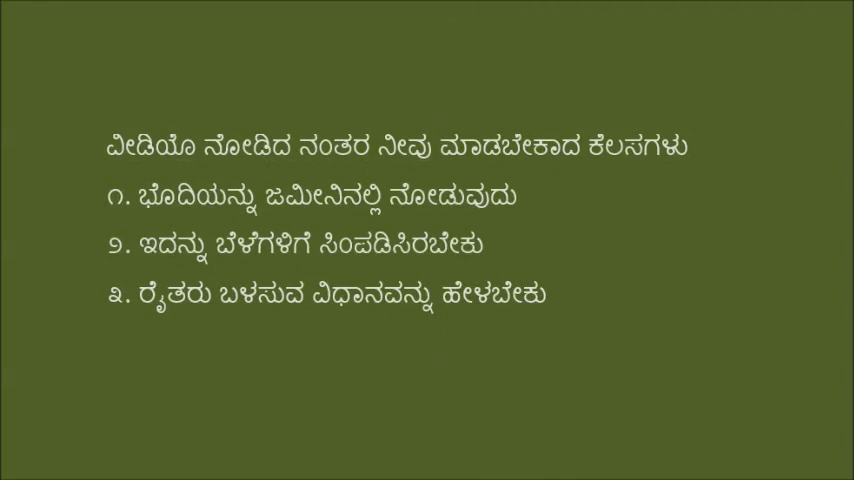 ವೀಡಿಯೊ ನೋಡಿದ ನಂತರ ನೀವು ಮಾಡಬೇಕಾದ ಕೆಲಸಗಳು
೧. ಭೊದಿಯನ್ನು ಜಮೀನಿನಲ್ಲಿ ನೋಡುವುದು
೨. ಇದನ್ನು ಬೆಳೆಗಳಿಗೆ ಸಿಂಪಡಿಸಿರಬೇಕು
೩. ರೈತರು ಬಳಸುವ ವಿಧಾನವನ್ನು ಹೇಳಬೇಕು